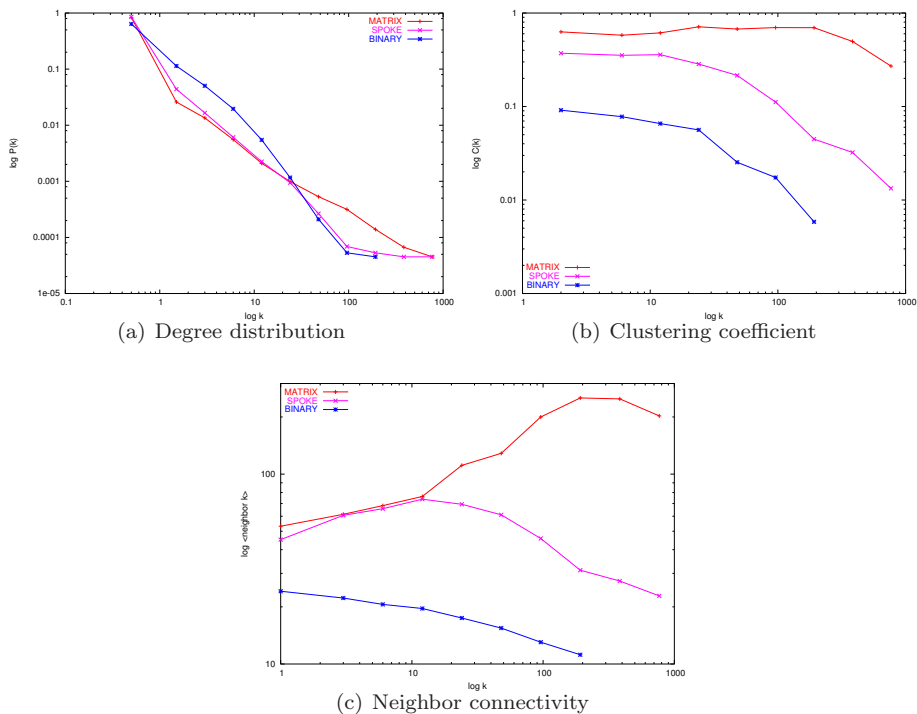 1
0.1
0.01
0.001
0.0001
1e-05
0.1
1
10
100
1000
log P(k)
log k
MATRIX
SPOKE
BINARY
(a) Degree distribution
1
0.1
0.01
0.001
1
10
100
1000
log C(k)
log k
MATRIX
SPOKE
BINARY
(b) Clustering coefficient
100
10
1
10
100
1000
log <neighbor k>
log k
MATRIX
SPOKE
BINARY
(c) Neighbor connectivity